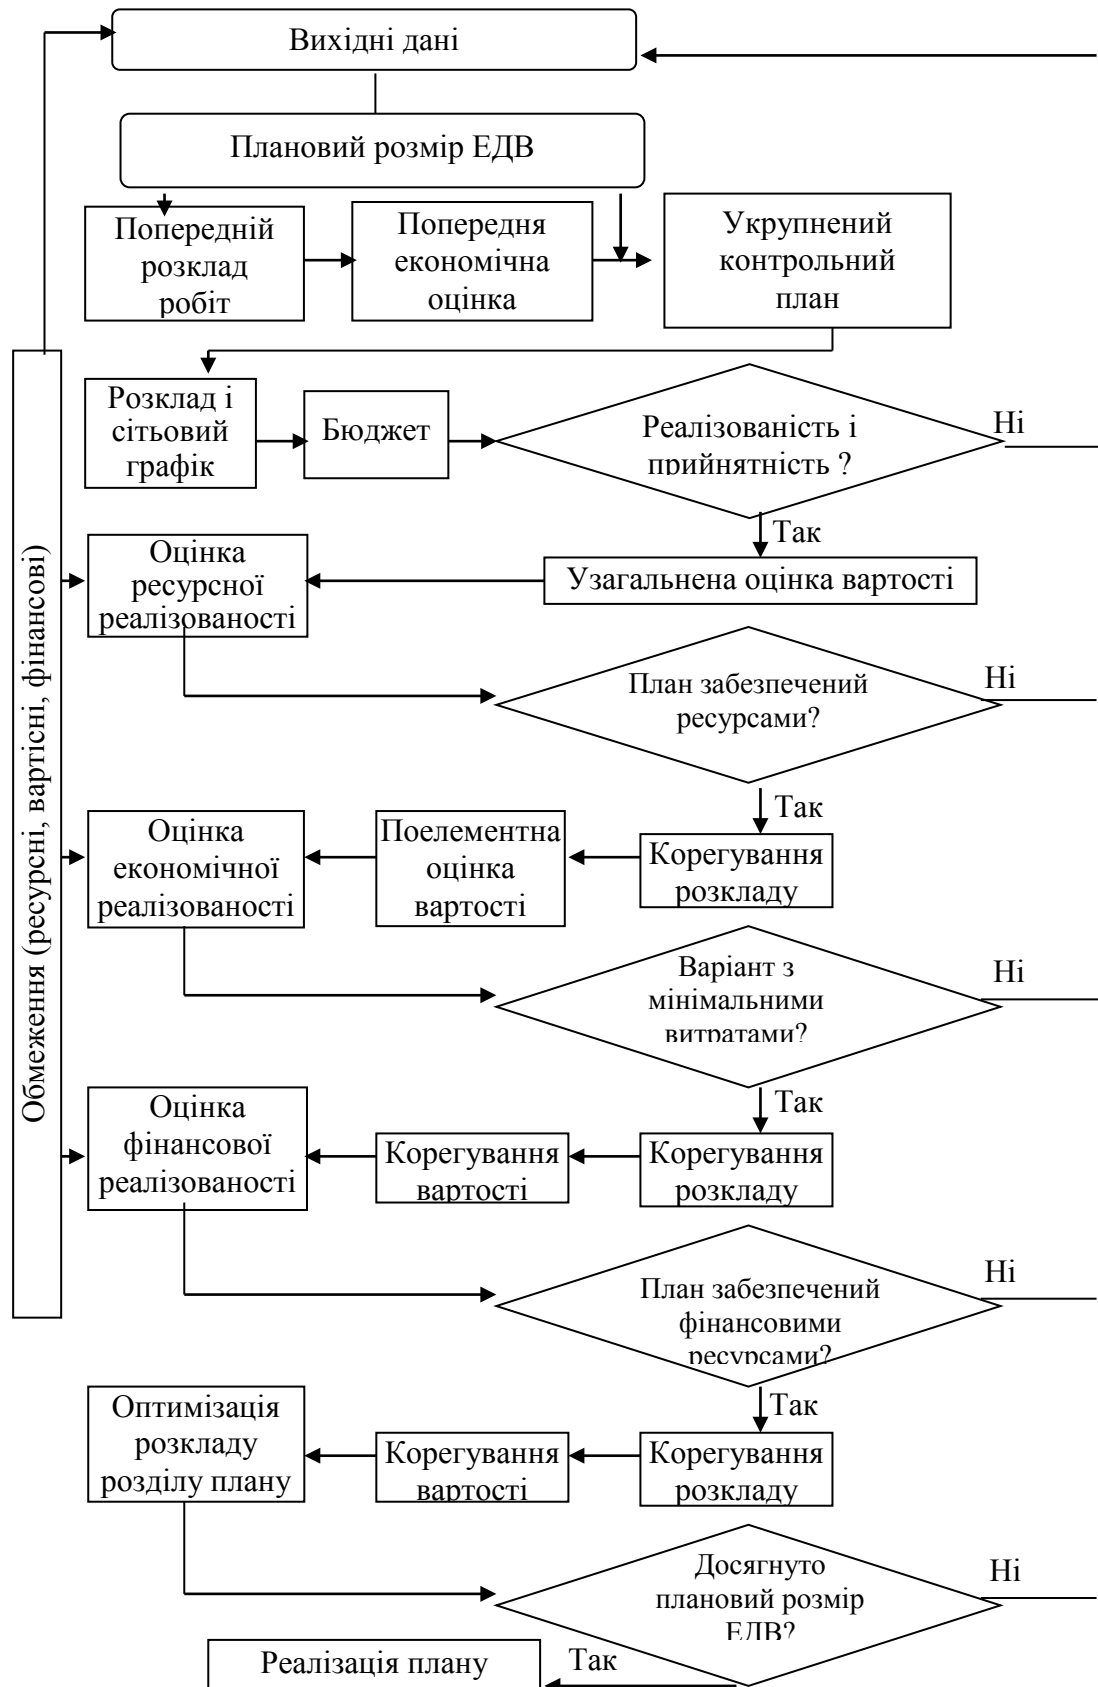 Вихідні дані
Плановий розмір ЕДВ
Попередній
розклад
робіт
Попередня
економічна
оцінка
Укрупнений
контрольний
план
Обмеження (ресурсні, вартісні, фінансові)
Розклад і
сітьовий
графік
Бюджет
Реалізованість і
прийнятність ?
Ні
Так
Оцінка
ресурсної
реалізованості
Узагальнена оцінка вартості
План забезпечений
ресурсами?
Ні
Так
Оцінка
економічної
реалізованості
Поелементна
оцінка
вартості
Корегування
розкладу
Варіант з
мінімальними
витратами?
Ні
Так
Оцінка
фінансової
реалізованості
Корегування
вартості
Корегування
розкладу
План забезпечений
фінансовими
ресурсами?
Ні
Так
Оптимізація
розкладу
розділу плану
Корегування
вартості
Корегування
розкладу
Досягнуто
плановий розмір
ЕДВ?
Ні
Реалізація плану
Так